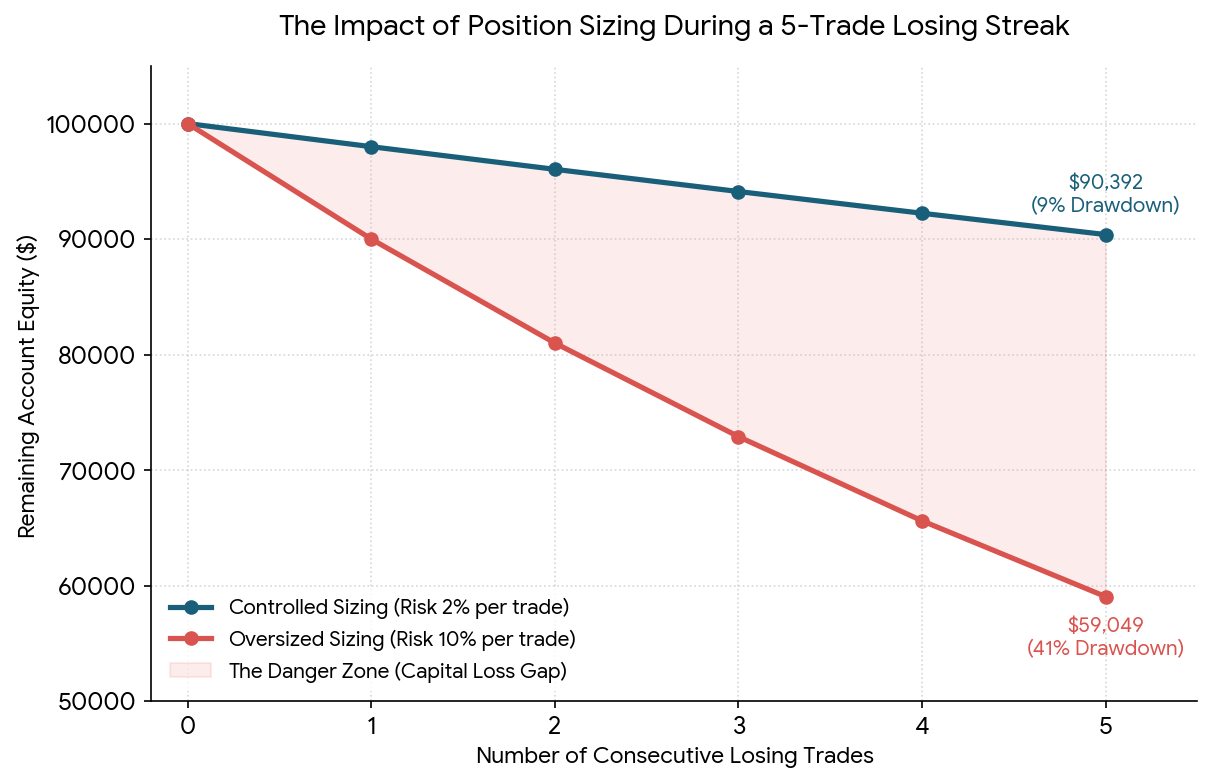 The Impact of Position Sizing During a 5-Trade Losing Streak
Remaining Account Equity ($)
100000
90000
80000
70000
60000
50000
$90,392
(9% Drawdown)
$59,049
(41% Drawdown)
Controlled Sizing (Risk 2% per trade)
Oversized Sizing (Risk 10% per trade)
The Danger Zone (Capital Loss Gap)
0 1 2 3 4 5
Number of Consecutive Losing Trades